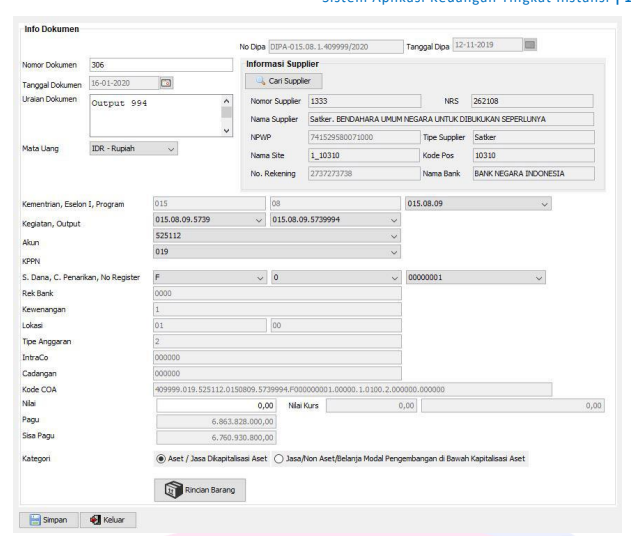 Sistem Aplikasi Keuangan Tingkat Instansi | 1
Info Dokumen
No Dipa DIPA-015.08.1.409999/2020 Tanggal Dipa 12-11-2019
Nomor Dokumen 306
Informasi Supplier
Cari Supplier
Tanggal Dokumen 16-01-2020
Uraian Dokumen Output 994
Nomor Supplier 1333 NRS 262108
Nama Supplier Satker. BENDAHARA UMUM NEGARA UNTUK DIBUKUKAN SEPERLUNYA
NPWP 741529580071000 Tipe Supplier Satker
Mata Uang IDR - Rupiah
Nama Site 1_10310 Kode Pos 10310
No. Rekening 2737273738 Nama Bank BANK NEGARA INDONESIA
Kementrian, Eselon I, Program 015 08 015.08.09
Kegiatan, Output 015.08.09.5739 015.08.09.5739994
Akun 525112
KPPN 019
S. Dana, C. Penarikan, No Register F 0 00000001
Rek Bank 0000
Kewenangan 1
Lokasi 01 00
Tipe Anggaran 2
IntraCo 000000
Cadangan 000000
Kode COA 409999.019.525112.0150809.5739994.F000000001.00000.1.0100.2.000000.000000
Nilai 0,00 Nilai Kurs 0,00 0,00
Pagu 6.863.828.000,00
Sisa Pagu 6.760.930.800,00
Kategori Aset / Jasa Dikapitalisasi Aset Jasa/Non Aset/Belanja Modal Pengembangan di Bawah Kapitalisasi Aset
Rincian Barang
Simpan Keluar